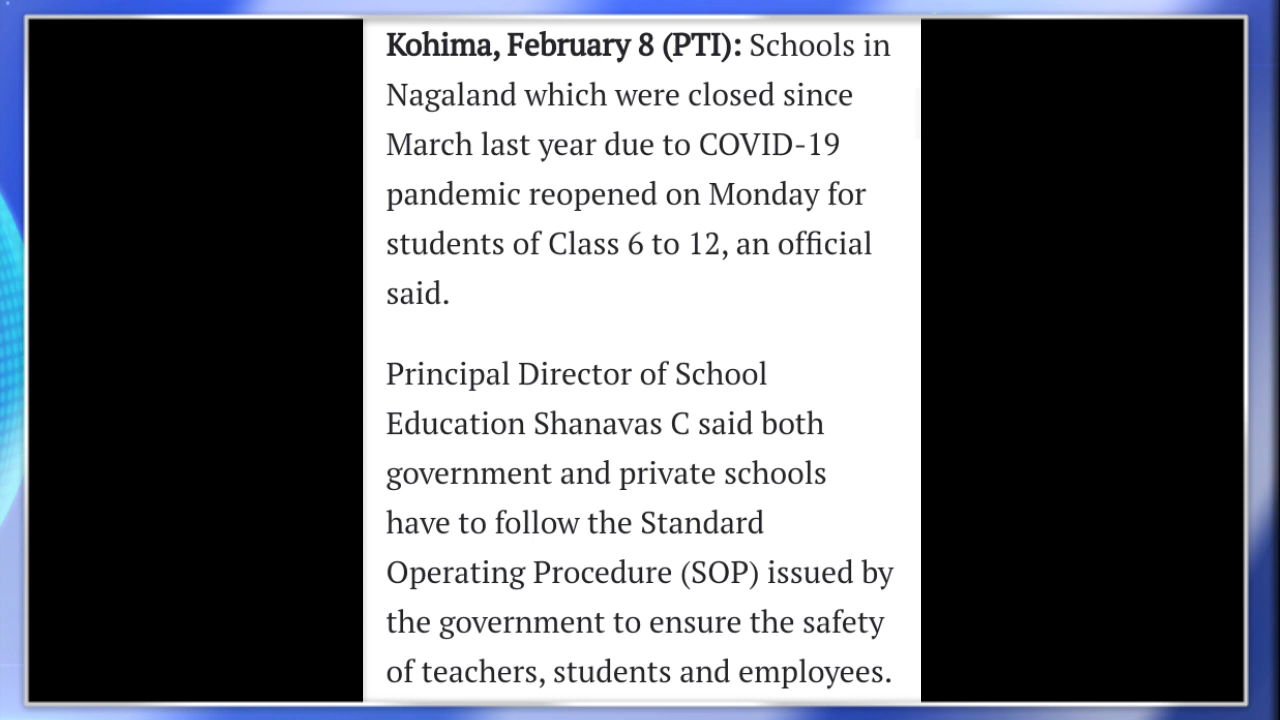 Kohima, February 8 (PTI): Schools in
Nagaland which were closed since
March last year due to COVID-19
pandemic reopened on Monday for
students of Class 6 to 12, an official
said.
Principal Director of School
Education Shanavas C said both
government and private schools
have to follow the Standard
Operating Procedure (SOP) issued by
the government to ensure the safety
of teachers, students and employees.